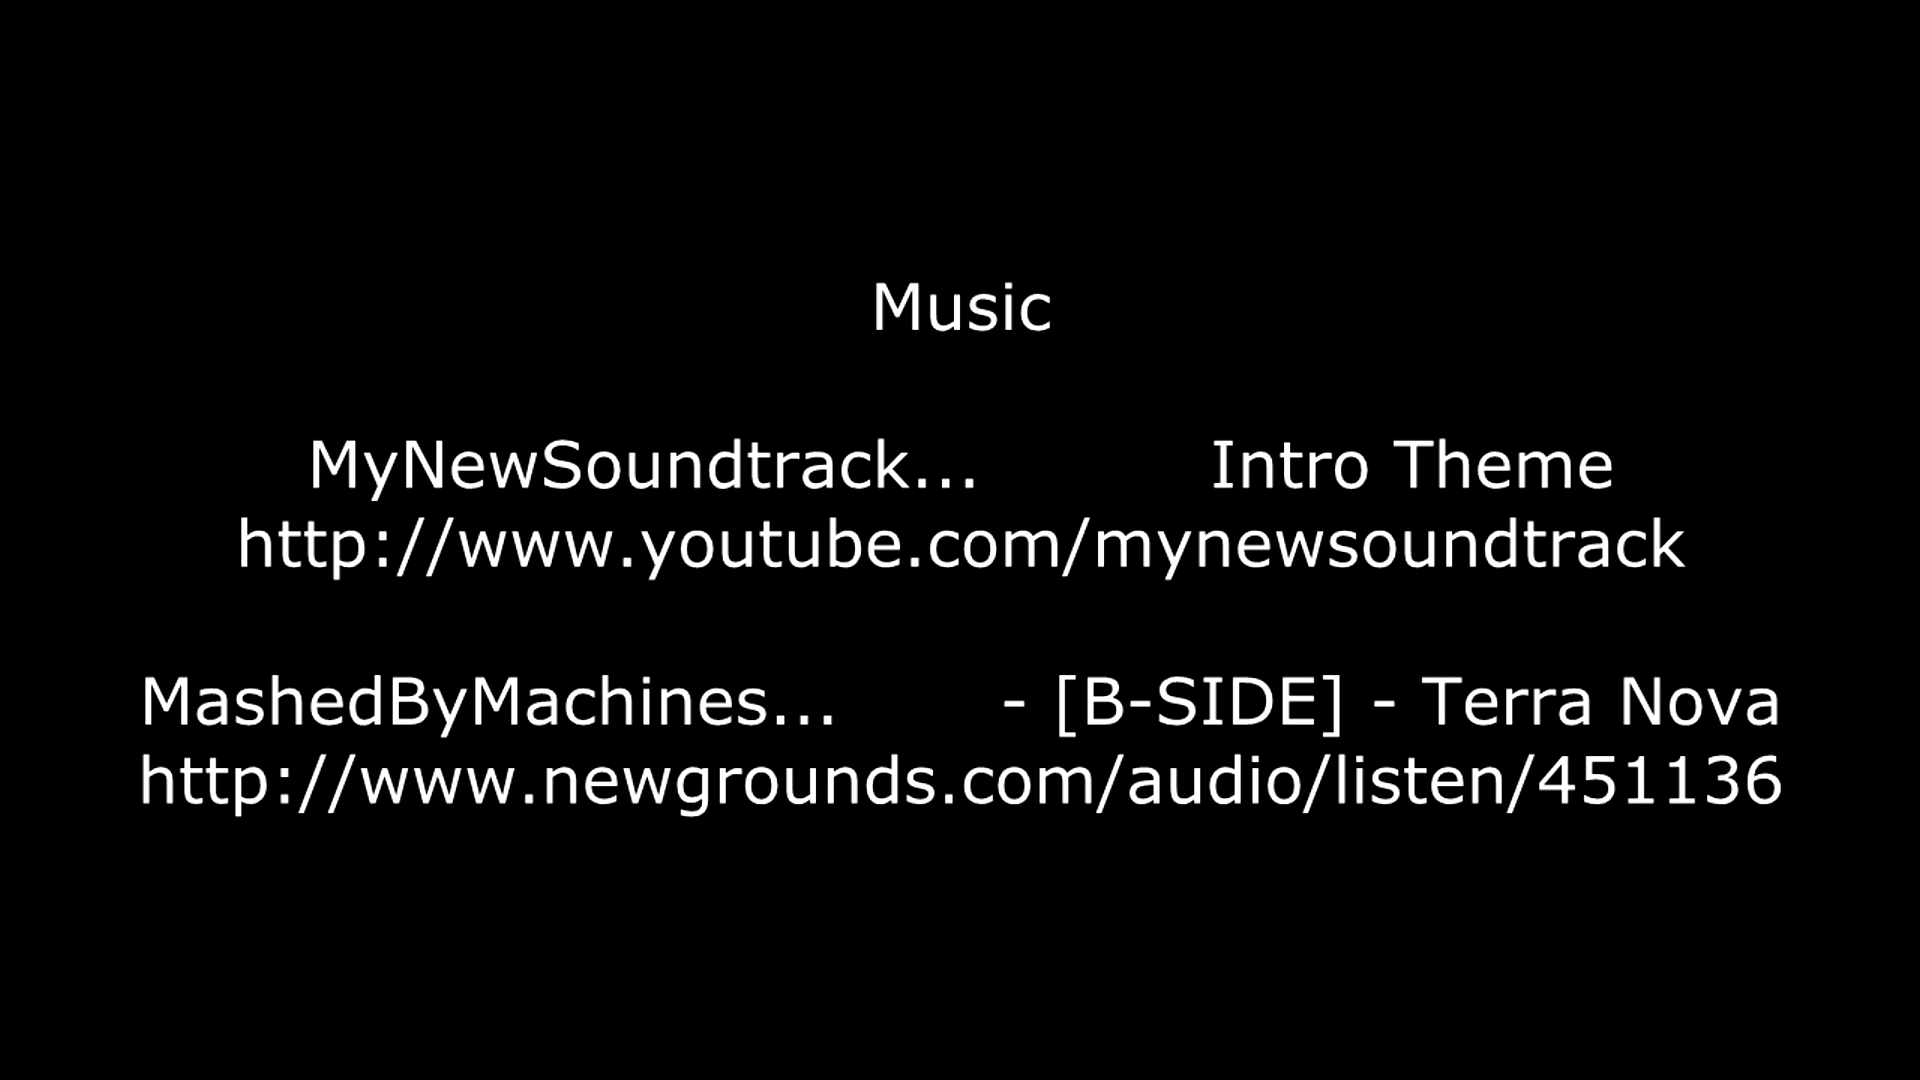 Music
MyNewSoundtrack... Intro Theme
http://www.youtube.com/mynewsoundtrack
MashedByMachines... - [B-SIDE] - Terra Nova
http://www.newgrounds.com/audio/listen/451136